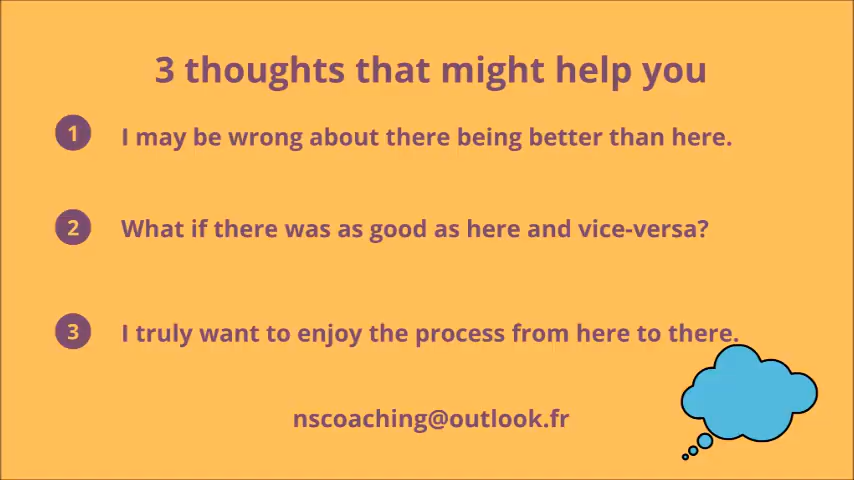 3 thoughts that might help you
1 I may be wrong about there being better than here.
2 What if there was as good as here and vice-versa?
3 I truly want to enjoy the process from here to there.
nscoaching@outlook.fr